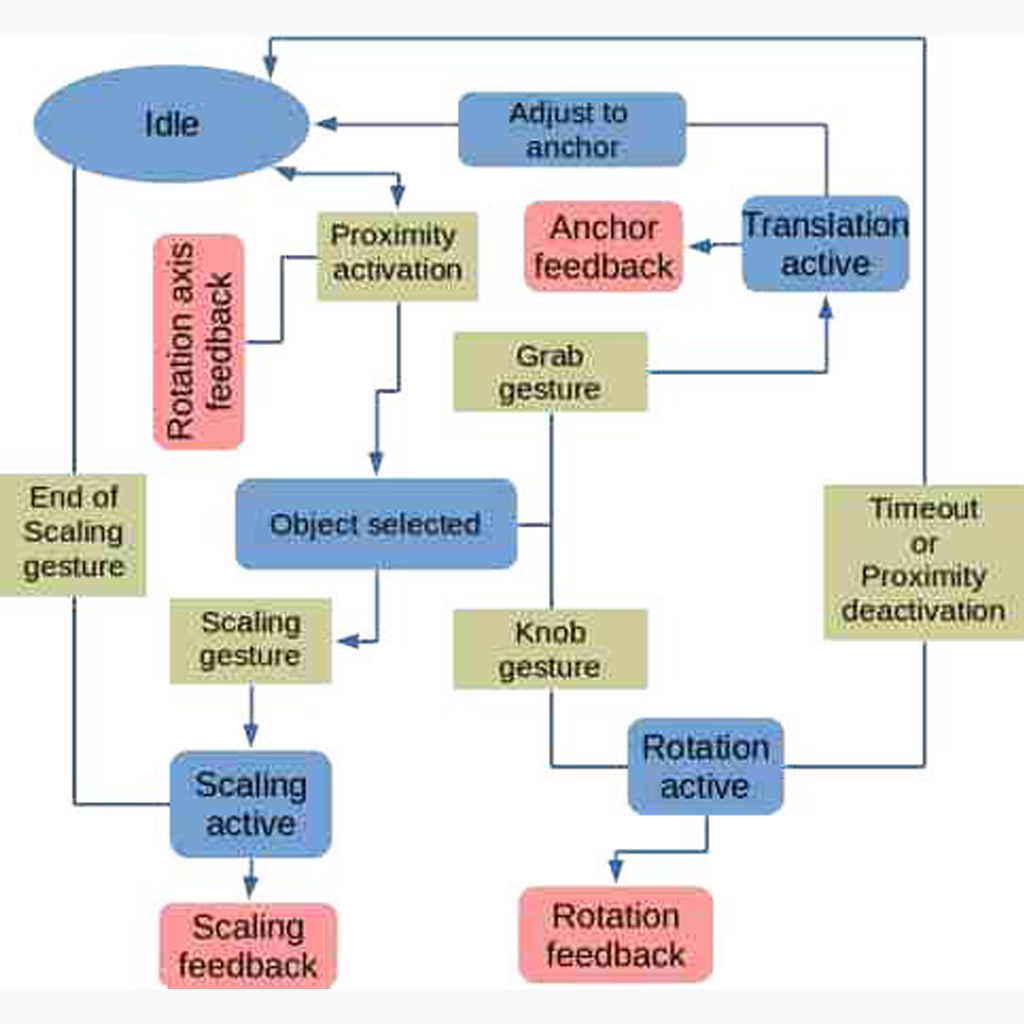 Idle
Adjust to
anchor
Proximity
activation
Anchor
feedback
Translation
active
Rotation axis
feedback
Grab
gesture
End of
Scaling
gesture
Object selected
Timeout
or
Proximity
deactivation
Scaling
gesture
Knob
gesture
Rotation
active
Scaling
active
Scaling
feedback
Rotation
feedback